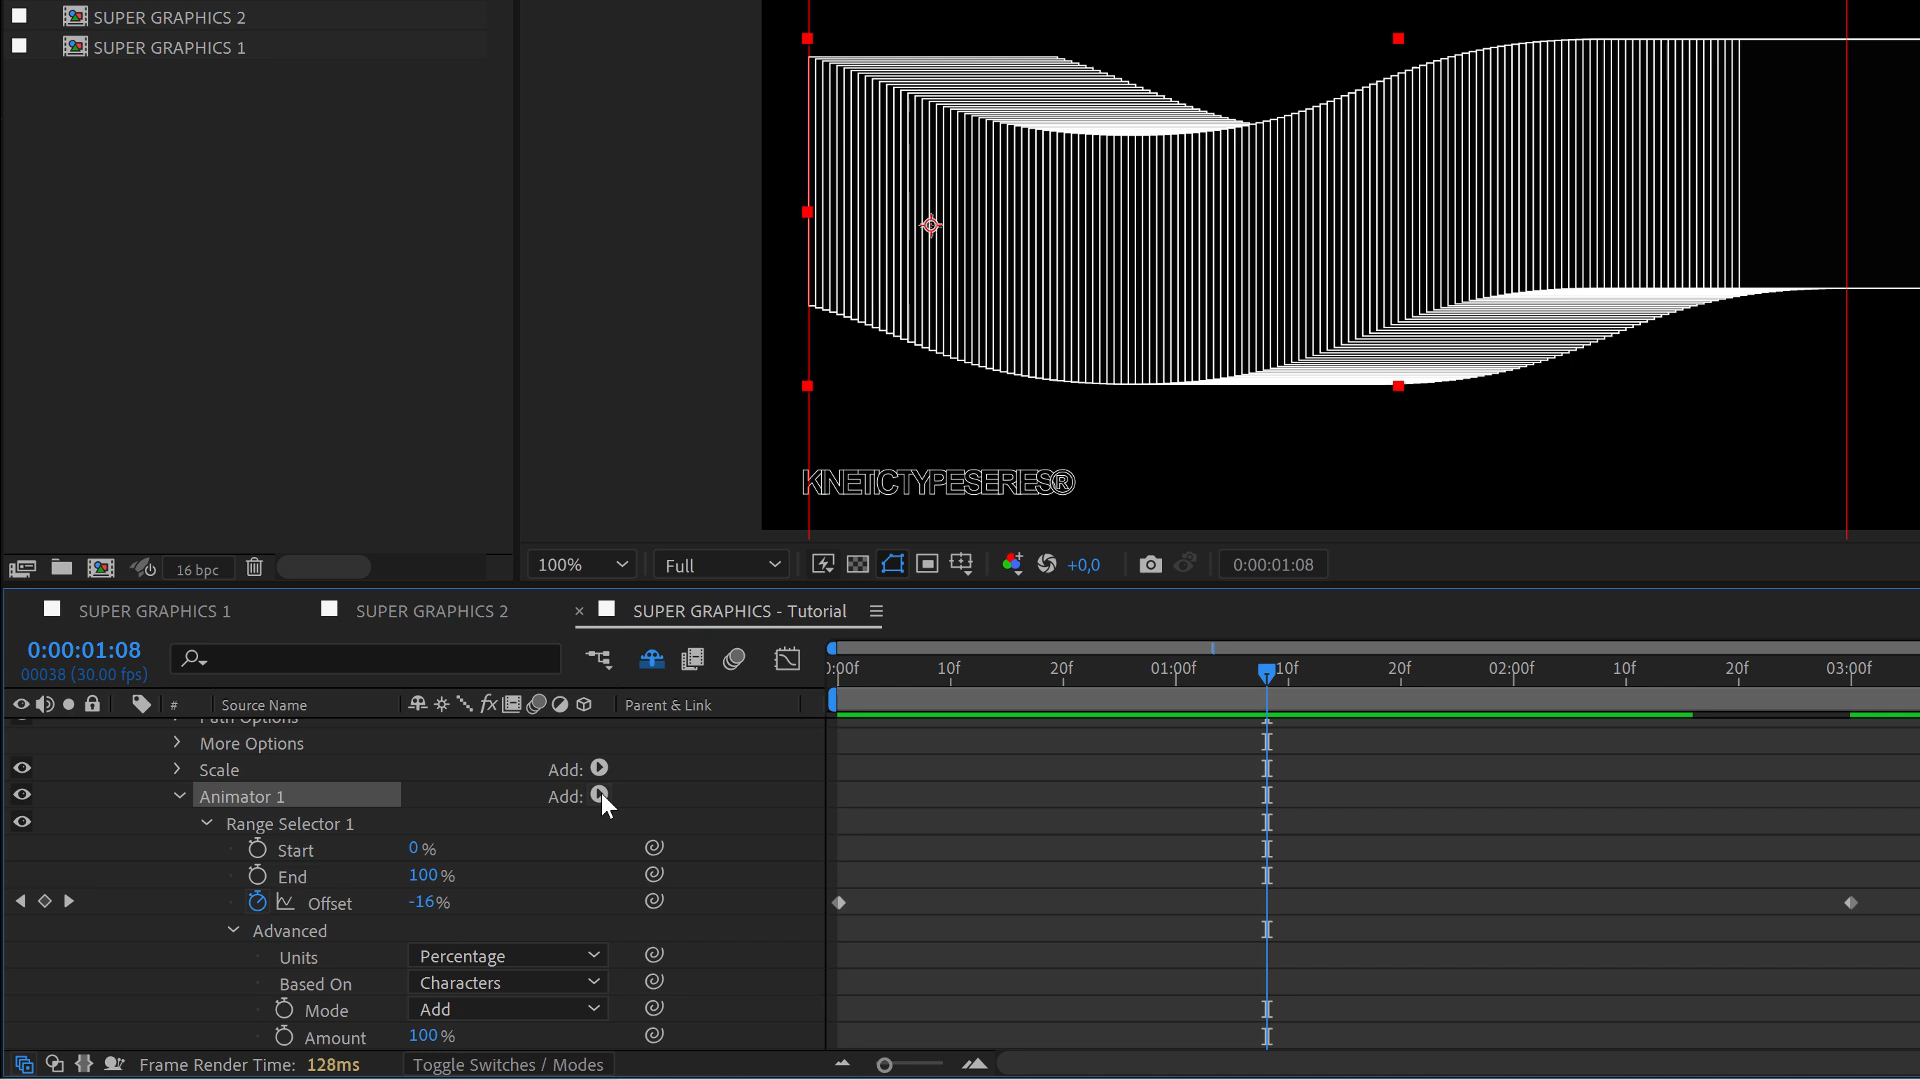 SUPER GRAPHICS 2
SUPER GRAPHICS 1
KINETICTYPESERIES®
16 bpc
100%
Full
+0,0
0:00:01:08
SUPER GRAPHICS 1
SUPER GRAPHICS 2
× SUPER GRAPHICS - Tutorial
0:00:01:08
00038 (30.00 fps)
):00f 10f 20f 01:00f 10f 20f 02:00f 10f 20f 03:00f
# Source Name fx Parent & Link
Path Options
More Options
Scale Add:
Animator 1 Add:
Range Selector 1
Start 0%
End 100%
Offset -16%
Advanced
Units Percentage
Based On Characters
Mode Add
Amount 100%
Frame Render Time: 128ms Toggle Switches / Modes